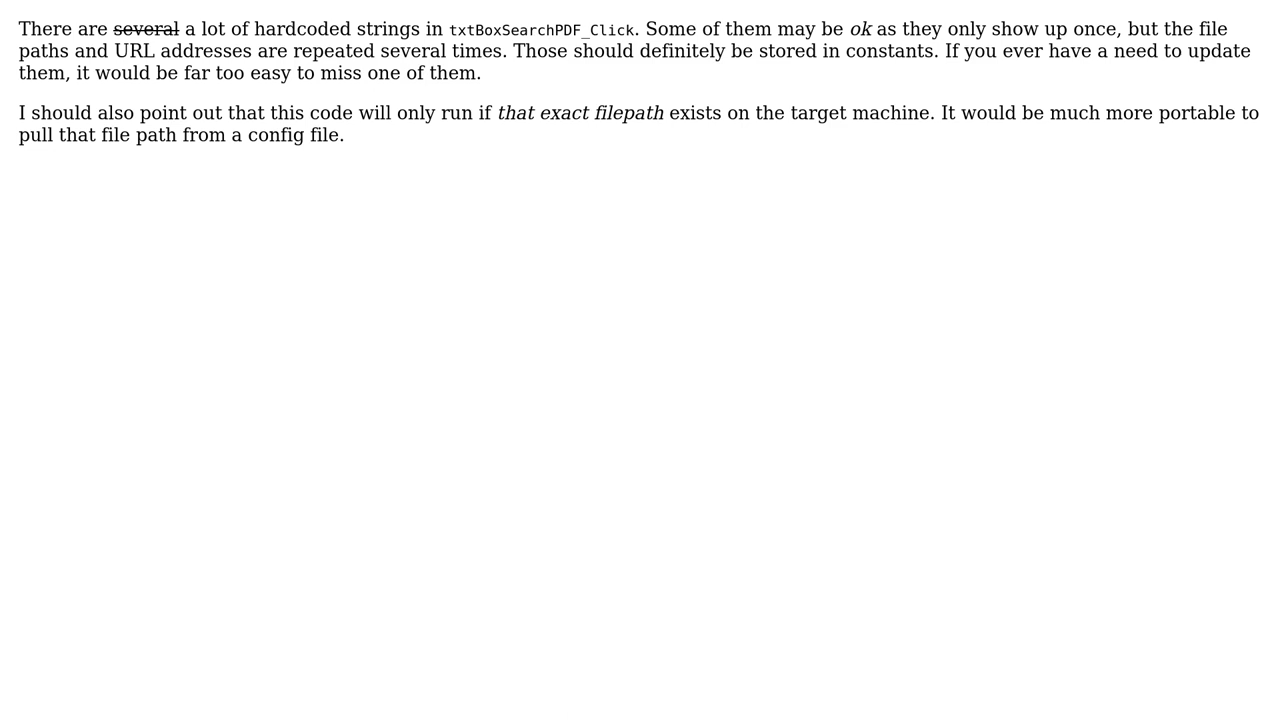 There are several a lot of hardcoded strings in txtBoxSearchPDF_Click. Some of them may be ok as they only show up once, but the file
paths and URL addresses are repeated several times. Those should definitely be stored in constants. If you ever have a need to update
them, it would be far too easy to miss one of them.
I should also point out that this code will only run if that exact filepath exists on the target machine. It would be much more portable to
pull that file path from a config file.